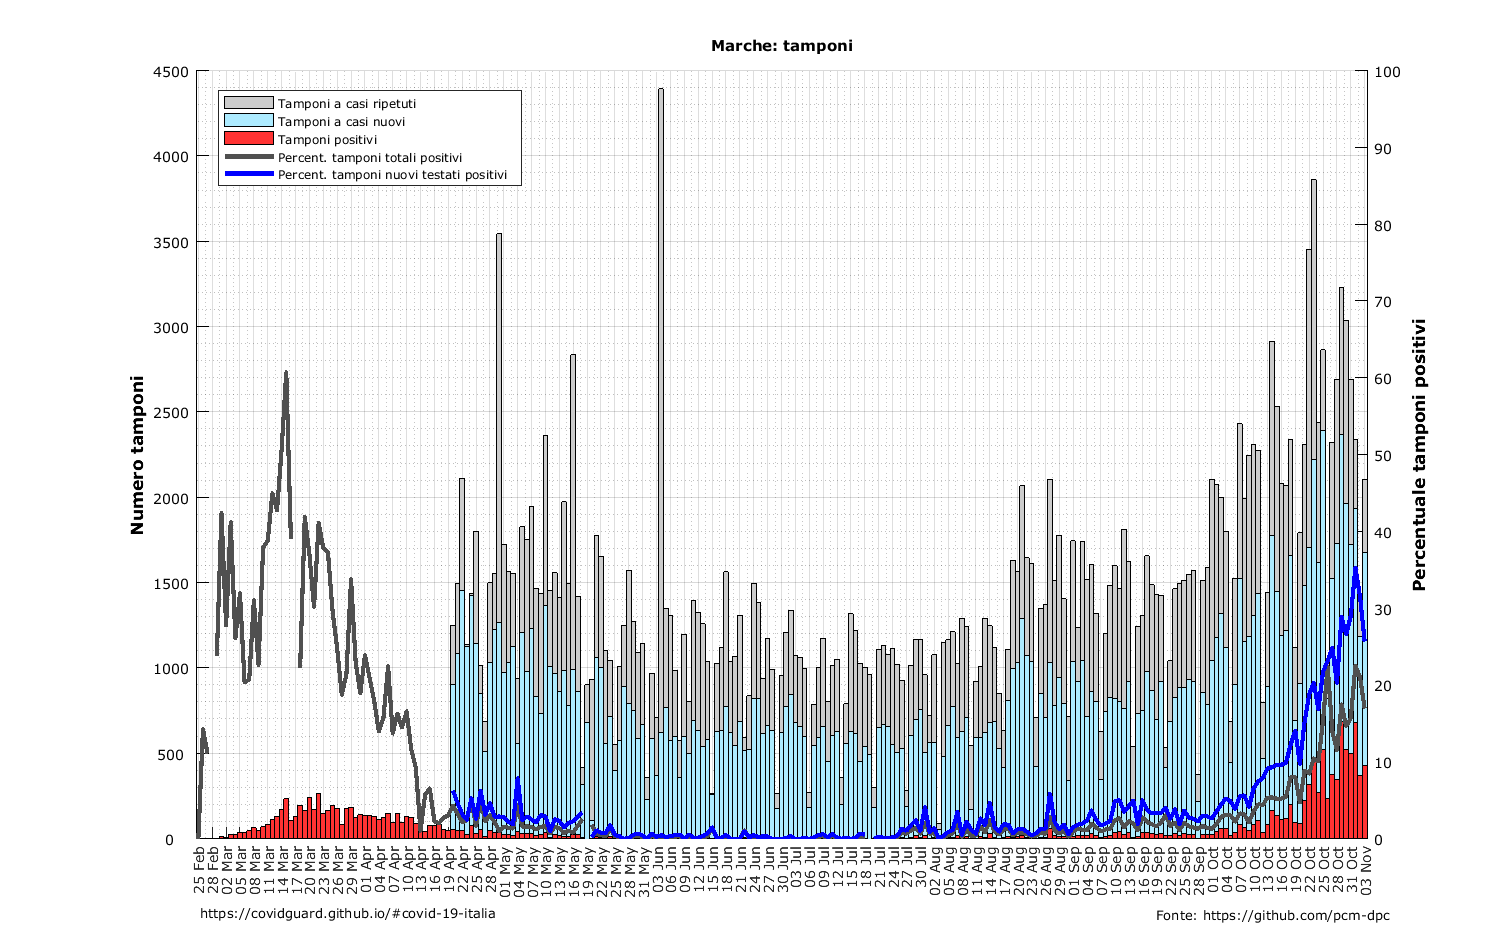 Marche: tamponi
Numero tamponi
4500
4000
3500
3000
2500
2000
1500
1000
500
0
Tamponi a casi ripetuti
Tamponi a casi nuovi
Tamponi positivi
Percent. tamponi totali positivi
Percent. tamponi nuovi testati positivi
100
90
80
70
60
50
40
30
20
10
0
Percentuale tamponi positivi
25 Feb
28 Feb
02 Mar
05 Mar
08 Mar
11 Mar
14 Mar
17 Mar
20 Mar
23 Mar
26 Mar
29 Mar
01 Apr
04 Apr
07 Apr
10 Apr
13 Apr
16 Apr
19 Apr
22 Apr
25 Apr
28 Apr
01 May
04 May
07 May
10 May
13 May
16 May
19 May
22 May
25 May
28 May
31 May
03 Jun
06 Jun
09 Jun
12 Jun
15 Jun
18 Jun
21 Jun
24 Jun
27 Jun
30 Jun
03 Jul
06 Jul
09 Jul
12 Jul
15 Jul
18 Jul
21 Jul
24 Jul
27 Jul
30 Jul
02 Aug
05 Aug
08 Aug
11 Aug
14 Aug
17 Aug
20 Aug
23 Aug
26 Aug
29 Aug
01 Sep
04 Sep
07 Sep
10 Sep
13 Sep
16 Sep
19 Sep
22 Sep
25 Sep
28 Sep
01 Oct
04 Oct
07 Oct
10 Oct
13 Oct
16 Oct
19 Oct
22 Oct
25 Oct
28 Oct
31 Oct
03 Nov
https://covidguard.github.io/#covid-19-italia
Fonte: https://github.com/pcm-dpc